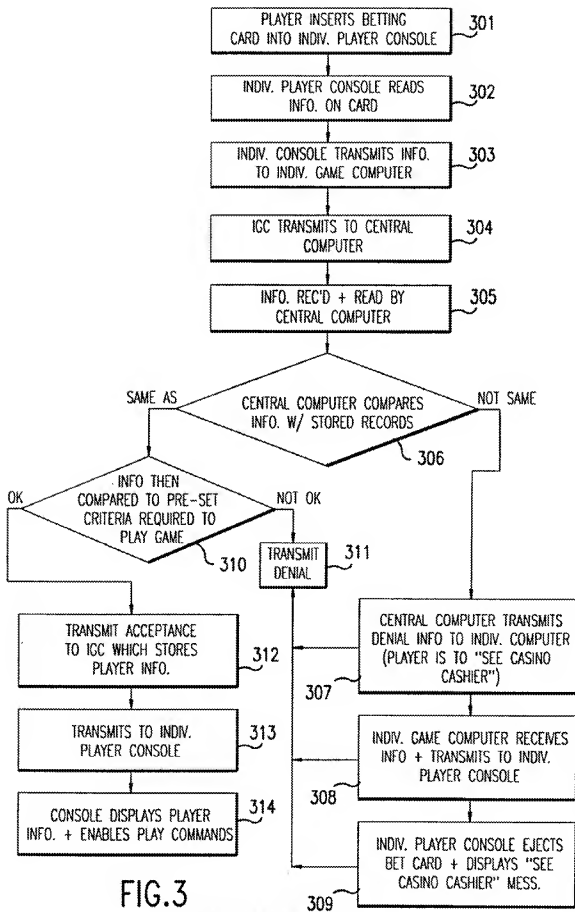 PLAYER INSERTS BETTING
CARD INTO INDIV. PLAYER CONSOLE
301
INDIV. PLAYER CONSOLE READS
INFO. ON CARD
302
INDIV. CONSOLE TRANSMITS INFO.
TO INDIV. GAME COMPUTER
303
IGC TRANSMITS TO CENTRAL
COMPUTER
304
INFO. REC'D + READ BY
CENTRAL COMPUTER
305
SAME AS
NOT SAME
CENTRAL COMPUTER COMPARES
INFO. W/ STORED RECORDS
306
OK
INFO THEN
COMPARED TO PRE-SET
CRITERIA REQUIRED TO
PLAY GAME
NOT OK
310
TRANSMIT
DENIAL
311
TRANSMIT ACCEPTANCE
TO IGC WHICH STORES
PLAYER INFO.
312
TRANSMITS TO INDIV.
PLAYER CONSOLE
313
CONSOLE DISPLAYS PLAYER
INFO. + ENABLES PLAY COMMANDS
314
CENTRAL COMPUTER TRANSMITS
DENIAL INFO TO INDIV. COMPUTER
(PLAYER IS TO "SEE CASINO
CASHIER")
307
INDIV. GAME COMPUTER RECEIVES
INFO + TRANSMITS TO INDIV.
PLAYER CONSOLE
308
INDIV. PLAYER CONSOLE EJECTS
BET CARD + DISPLAYS "SEE
CASINO CASHIER" MESS.
309
FIG.3